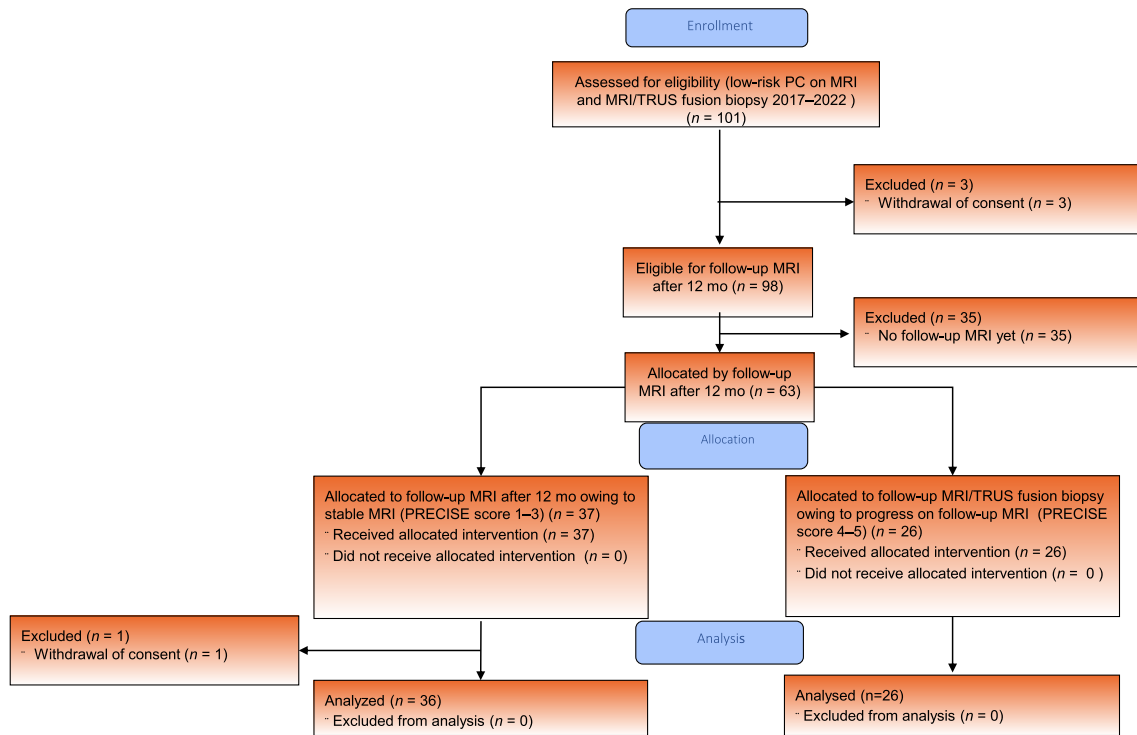 Enrollment
Assessed for eligibility (low-risk PC on MRI
and MRI/TRUS fusion biopsy 2017–2022 )
(n = 101)
Excluded (n = 3)
¨ Withdrawal of consent (n = 3)
Eligible for follow-up MRI
after 12 mo (n = 98)
Excluded (n = 35)
¨ No follow-up MRI yet (n = 35)
Allocated by follow-up
MRI after 12 mo (n = 63)
Allocation
Allocated to follow-up MRI after 12 mo owing to
stable MRI (PRECISE score 1–3) (n = 37)
¨ Received allocated intervention (n = 37)
¨ Did not receive allocated intervention (n = 0)
Allocated to follow-up MRI/TRUS fusion biopsy
owing to progress on follow-up MRI (PRECISE
score 4–5) (n = 26)
¨ Received allocated intervention (n = 26)
¨ Did not receive allocated intervention (n = 0 )
Excluded (n = 1)
¨ Withdrawal of consent (n = 1)
Analysis
Analyzed (n = 36)
¨ Excluded from analysis (n = 0)
Analysed (n=26)
¨ Excluded from analysis (n = 0)